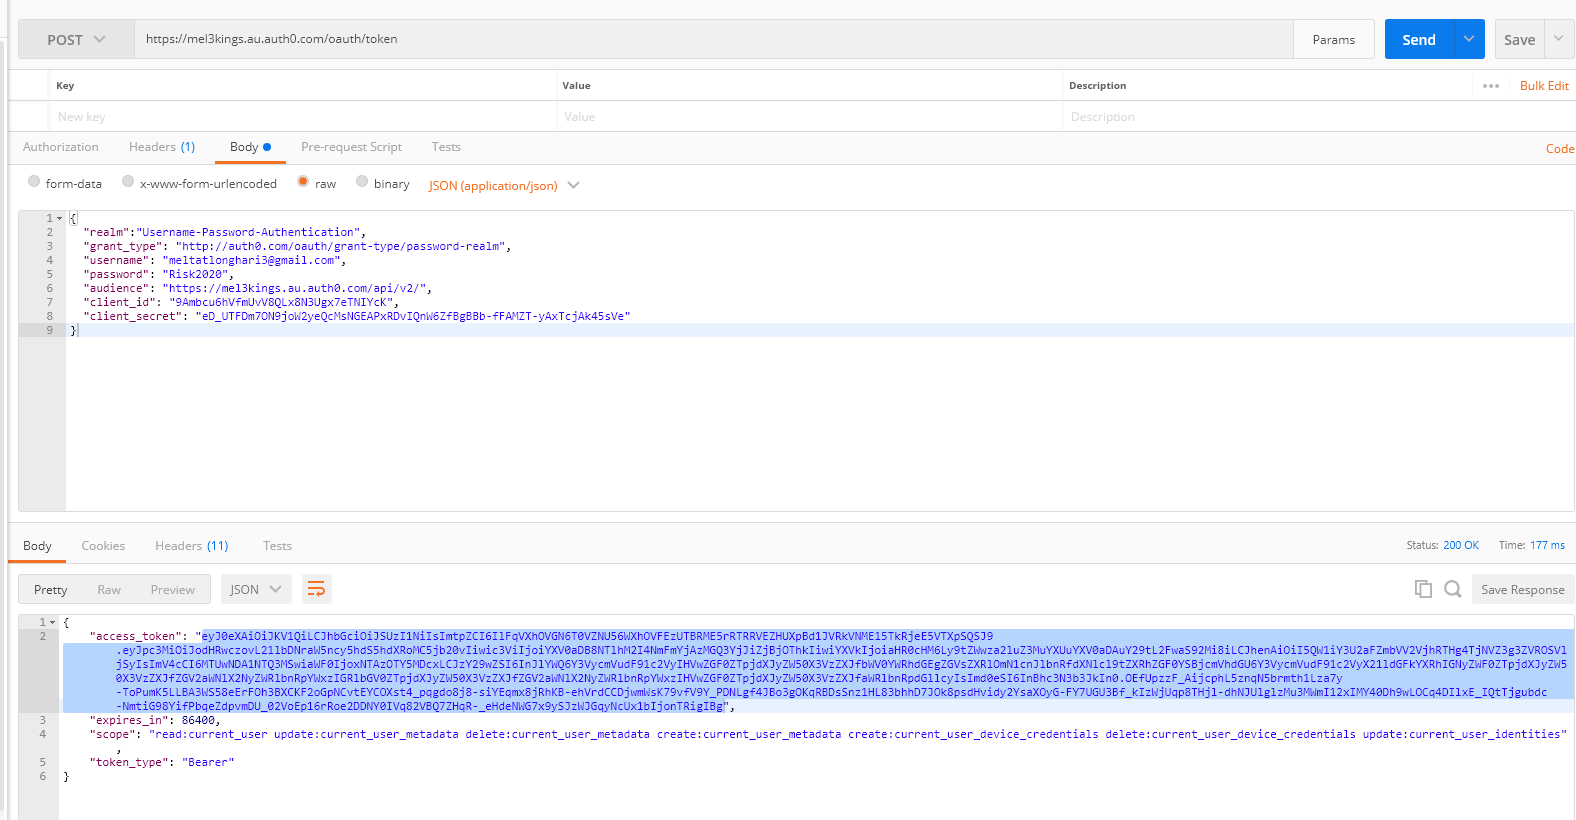 POST https://mel3kings.au.auth0.com/oauth/token Params Send Save
Key Value Description ••• Bulk Edit
New key Value Description
Authorization Headers (1) Body Pre-request Script Tests Code
form-data x-www-form-urlencoded raw binary JSON (application/json)
1 {
2 "realm":"Username-Password-Authentication",
3 "grant_type": "http://auth0.com/oauth/grant-type/password-realm",
4 "username": "meltatlonghari3@gmail.com",
5 "password": "Risk2020",
6 "audience": "https://mel3kings.au.auth0.com/api/v2/",
7 "client_id": "9Ambcu6hVfmUvV8QLx8N3Ugx7eTNIYcK",
8 "client_secret": "eD_UTFDm7ON9joW2yeQcMsNGEAPxRDvIQnW6ZfBgBBb-fFAMZT-yAxTcjAk45sVe"
9 }
Body Cookies Headers (11) Tests Status: 200 OK Time: 177 ms
Pretty Raw Preview JSON Save Response
1 {
2 "access_token":
3 "expires_in": 86400,
4 "scope": "read:current_user update:current_user_metadata delete:current_user_metadata create:current_user_metadata create:current_user_device_credentials delete:current_user_device_credentials update:current_user_identities"
,
5 "token_type": "Bearer"
6 }